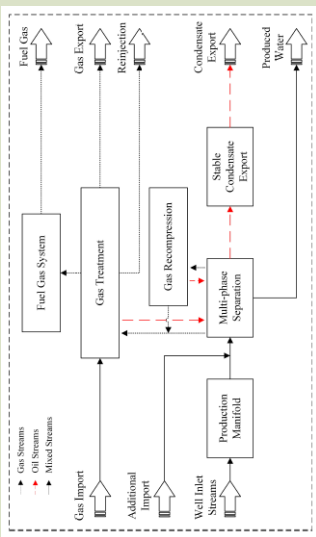 Gas Streams
Oil Streams
Mixed Streams
Fuel Gas
Gas Export
Reinjection
Condensate
Export
Produced
Water
Fuel Gas System
Gas Treatment
Gas Recompression
Stable
Condensate
Export
Multi-phase
Separation
Production
Manifold
Gas Import
Additional
Import
Well Inlet
Streams